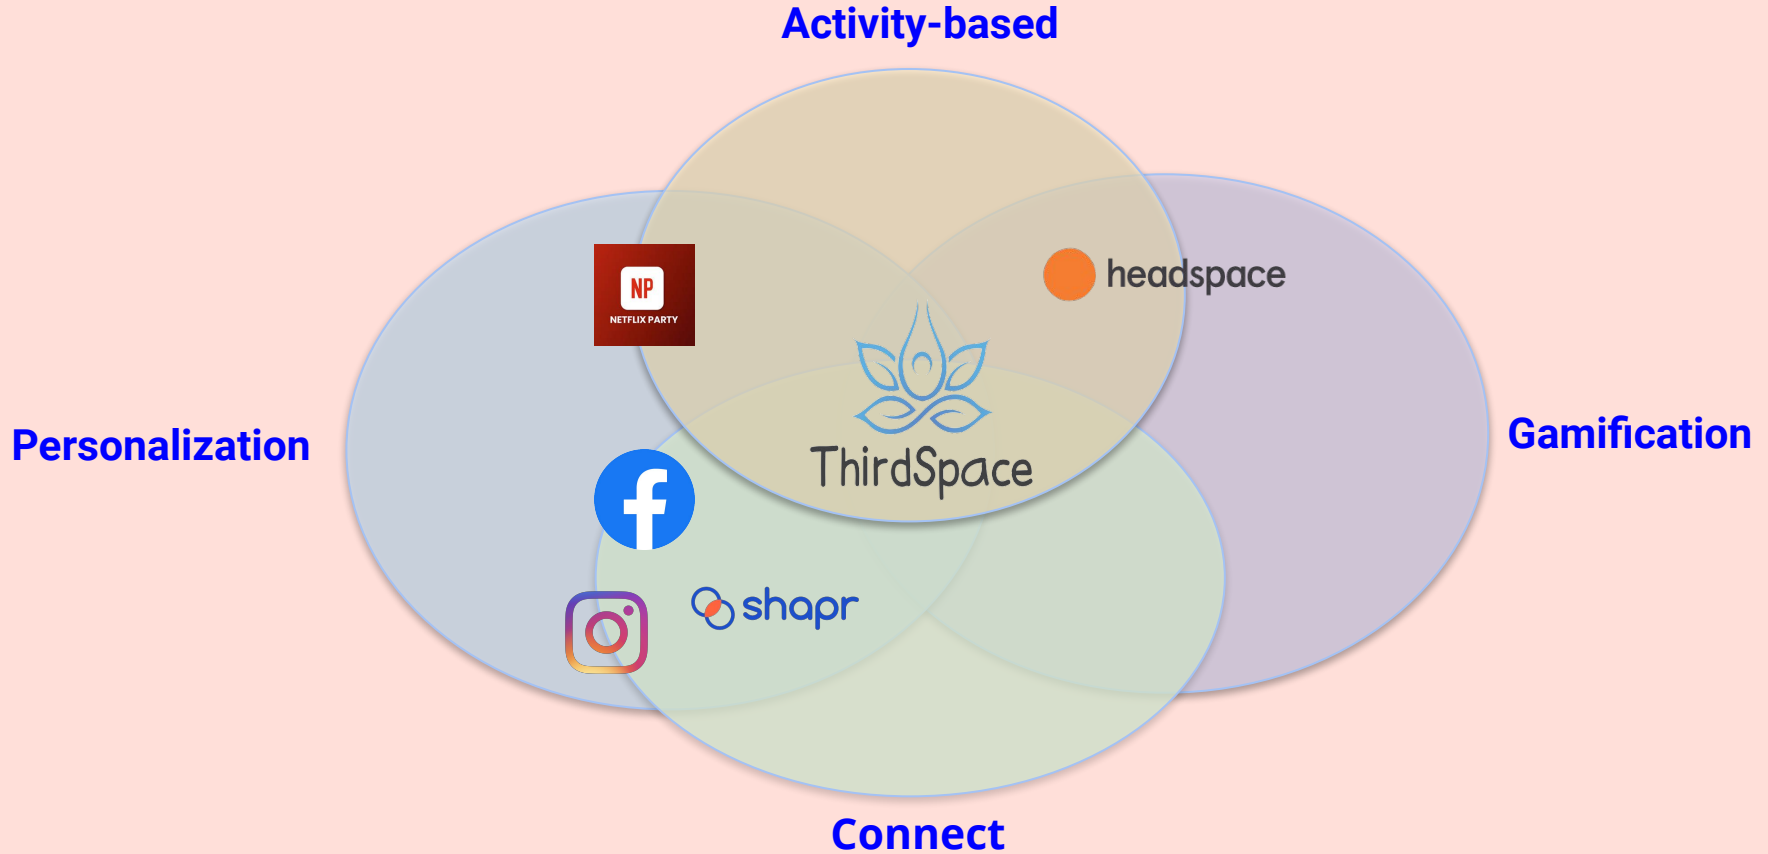 Activity-based
NP
NETFLIX PARTY
headspace
Personalization
Gamification
ThirdSpace
f
shapr
Connect